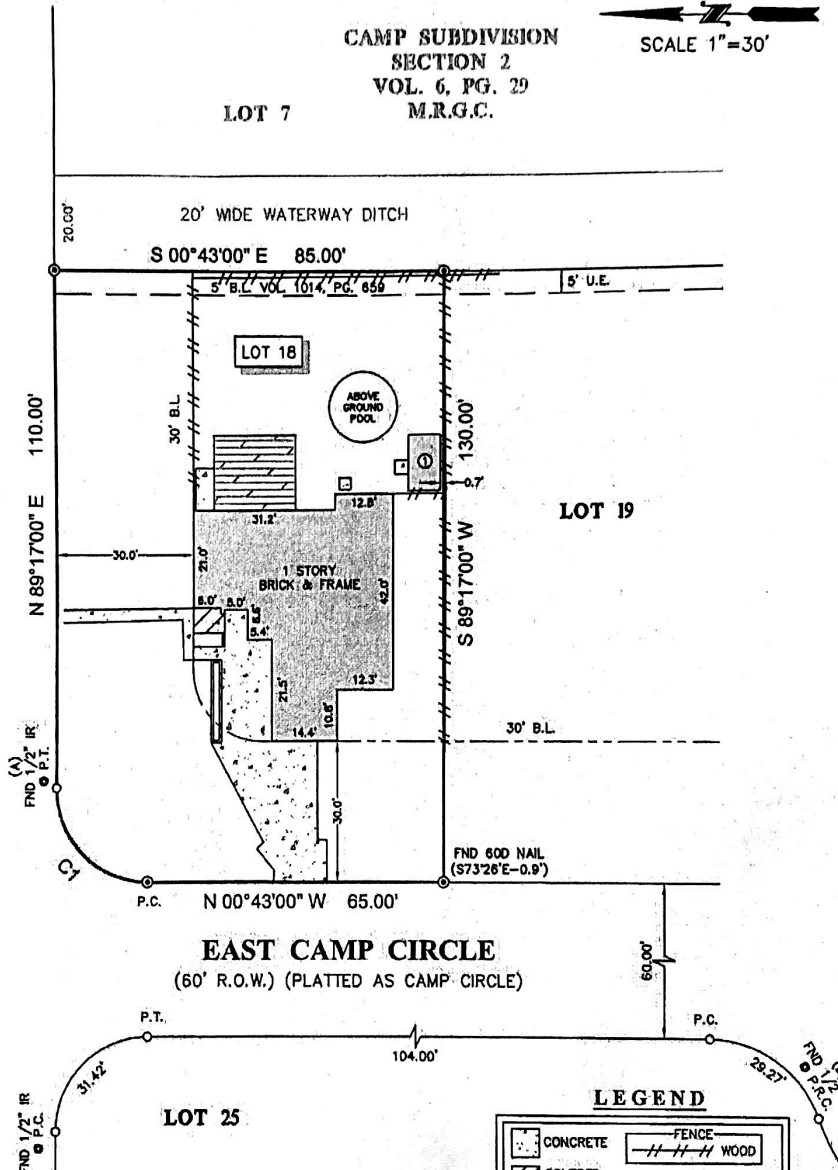 CAMP SUBDIVISION
SECTION 2
VOL. 6, PG. 29
M.R.G.C.
SCALE 1"=30'
LOT 7
20.00'
20' WIDE WATERWAY DITCH
S 00°43'00" E 85.00'
5' B.L. VOL. 1014, PG. 659
5' U.E.
LOT 18
ABOVE
GROUND
POOL
30' B.L.
N 89°17'00" E 110.00'
S 89°17'00" W 130.00'
1
0.7'
LOT 19
12.8'
31.2'
30.0'
21.0'
1 STORY
BRICK & FRAME
42.0'
6.0'
5.0'
5.4'
21.5'
12.3'
10.8'
14.4'
30' B.L.
30.0'
(A)
FND 1/2" IR
P.T.
C1
P.C.
N 00°43'00" W 65.00'
FND 60D NAIL
(S73°26'E-0.9')
EAST CAMP CIRCLE
(60' R.O.W.) (PLATTED AS CAMP CIRCLE)
60.00'
P.T.
P.C.
104.00'
31.42'
29.27'
FND 1/2" IR
P.C.
FND 1/2"
P.R.C.
LOT 25
LEGEND
CONCRETE
FENCE
WOOD